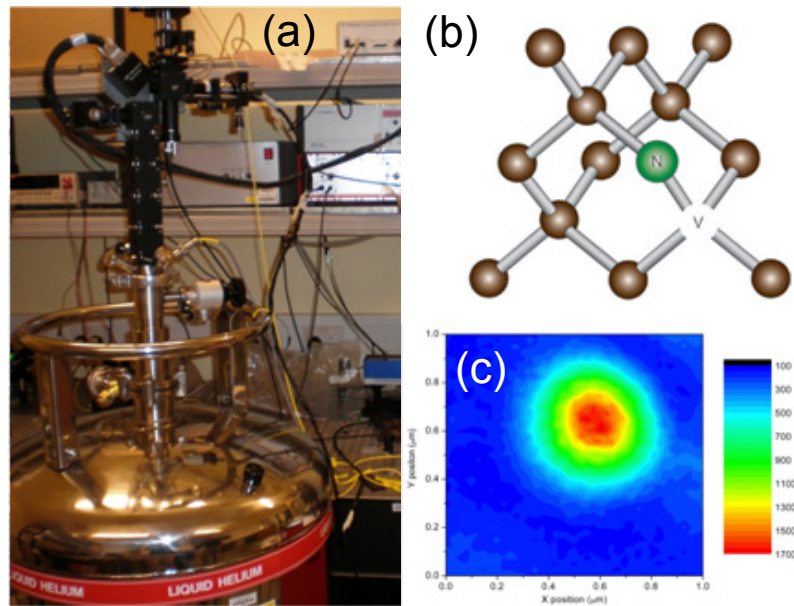 (a)
LIQUID HELIUM
LIQUID HELIUM
(b)
N
V
(c)
1.0
0.8
0.6
0.4
0.2
0.0
Y position (μm)
0.0
0.2
0.4
0.6
0.8
1.0
X position (μm)
100
300
500
700
900
1100
1300
1500
1700